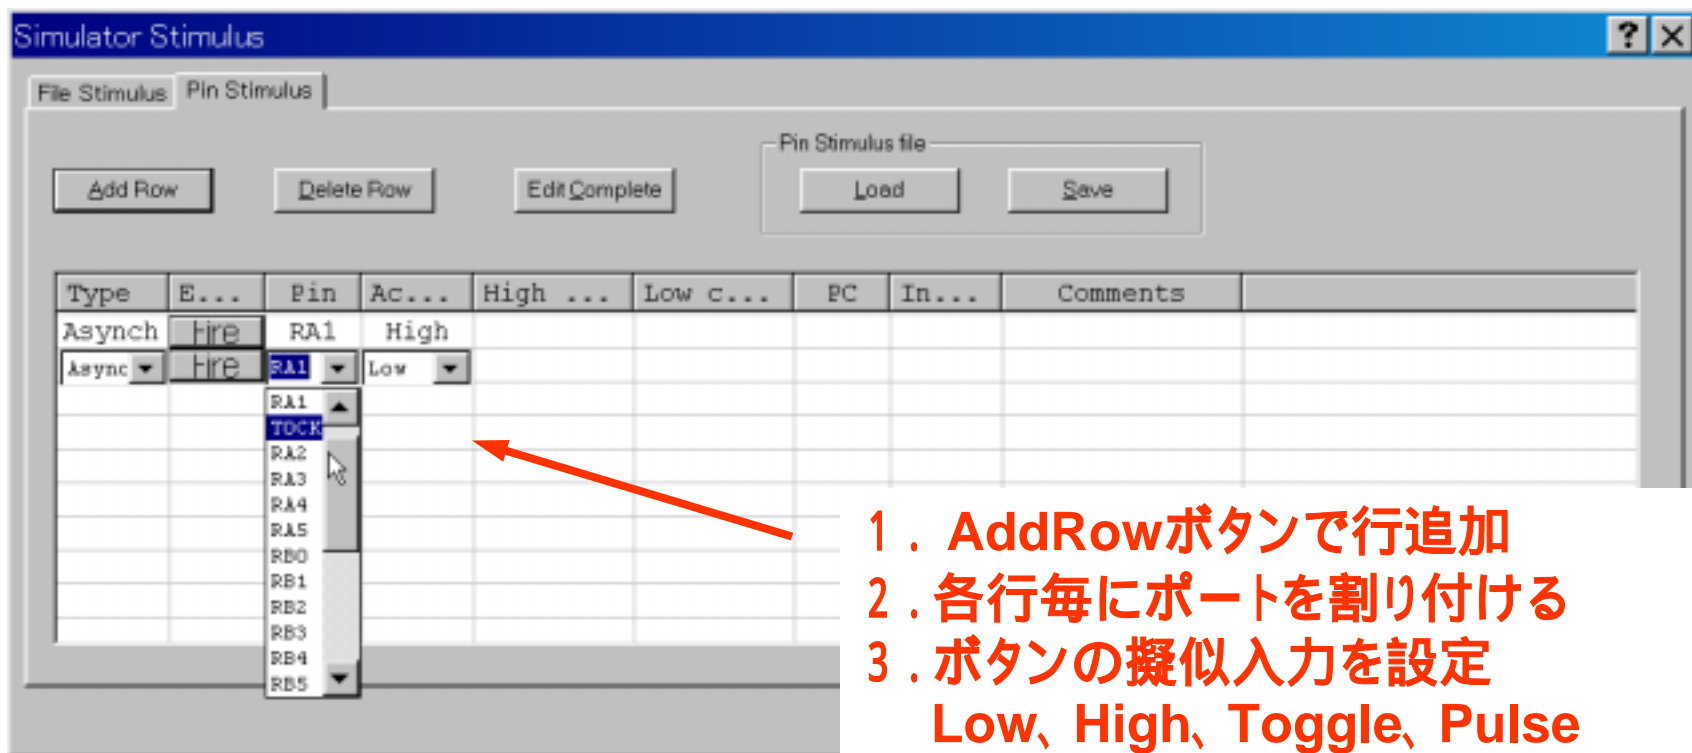 Simulator Stimulus
File Stimulus Pin Stimulus
Pin Stimulus file
Add Row Delete Row Edit Complete Load Save
Type E... Pin Ac... High ... Low c... PC In... Comments
Asynch Fire RA1 High
Async Fire RA1 Low
RA1
TOCK
RA2
RA3
RA4
RA5
RB0
RB1
RB2
RB3
RB4
RB5
1．AddRowボタンで行追加
2．各行毎にポートを割り付ける
3．ボタンの擬似入力を設定
Low、High、Toggle、Pulse